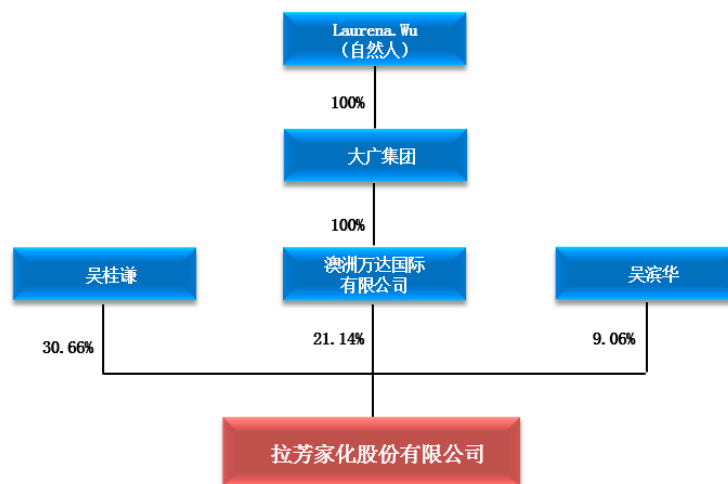 Laurena.Wu
（自然人）
100%
大广集团
100%
吴桂谦
澳洲万达国际
有限公司
吴滨华
30.66%
21.14%
9.06%
拉芳家化股份有限公司